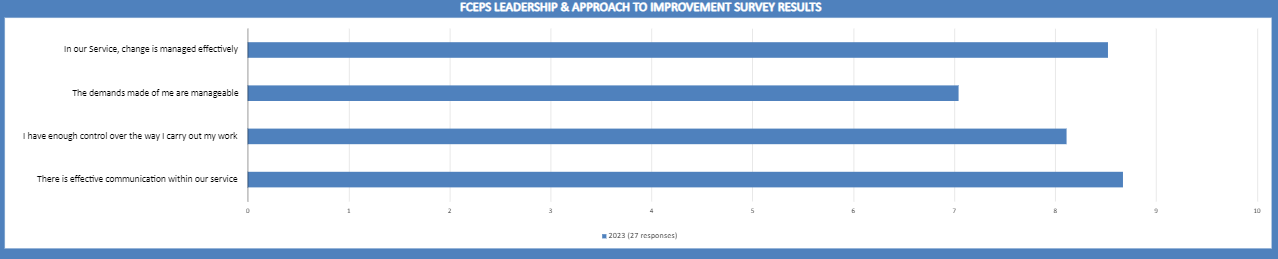 FCEPS LEADERSHIP & APPROACH TO IMPROVEMENT SURVEY RESULTS
In our Service, change is managed effectively
The demands made of me are manageable
I have enough control over the way I carry out my work
There is effective communication within our service
0 1 2 3 4 5 6 7 8 9 10
2023 (27 responses)